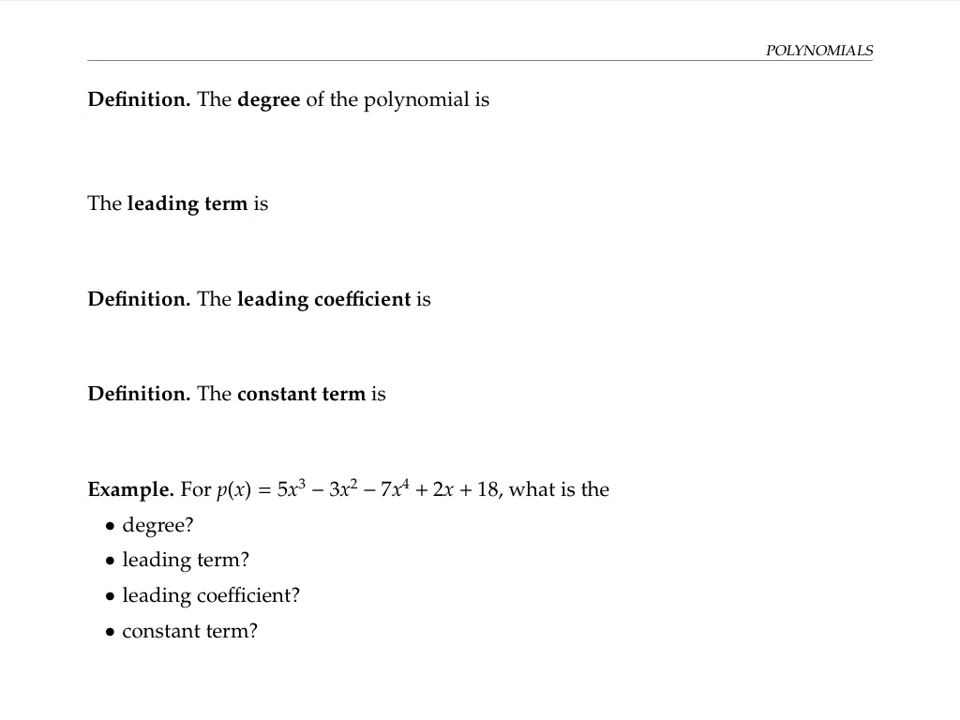 POLYNOMIALS
Definition. The degree of the polynomial is
The leading term is
Definition. The leading coefficient is
Definition. The constant term is
Example. For p(x) = 5x³ − 3x² − 7x⁴ + 2x + 18, what is the
• degree?
• leading term?
• leading coefficient?
• constant term?